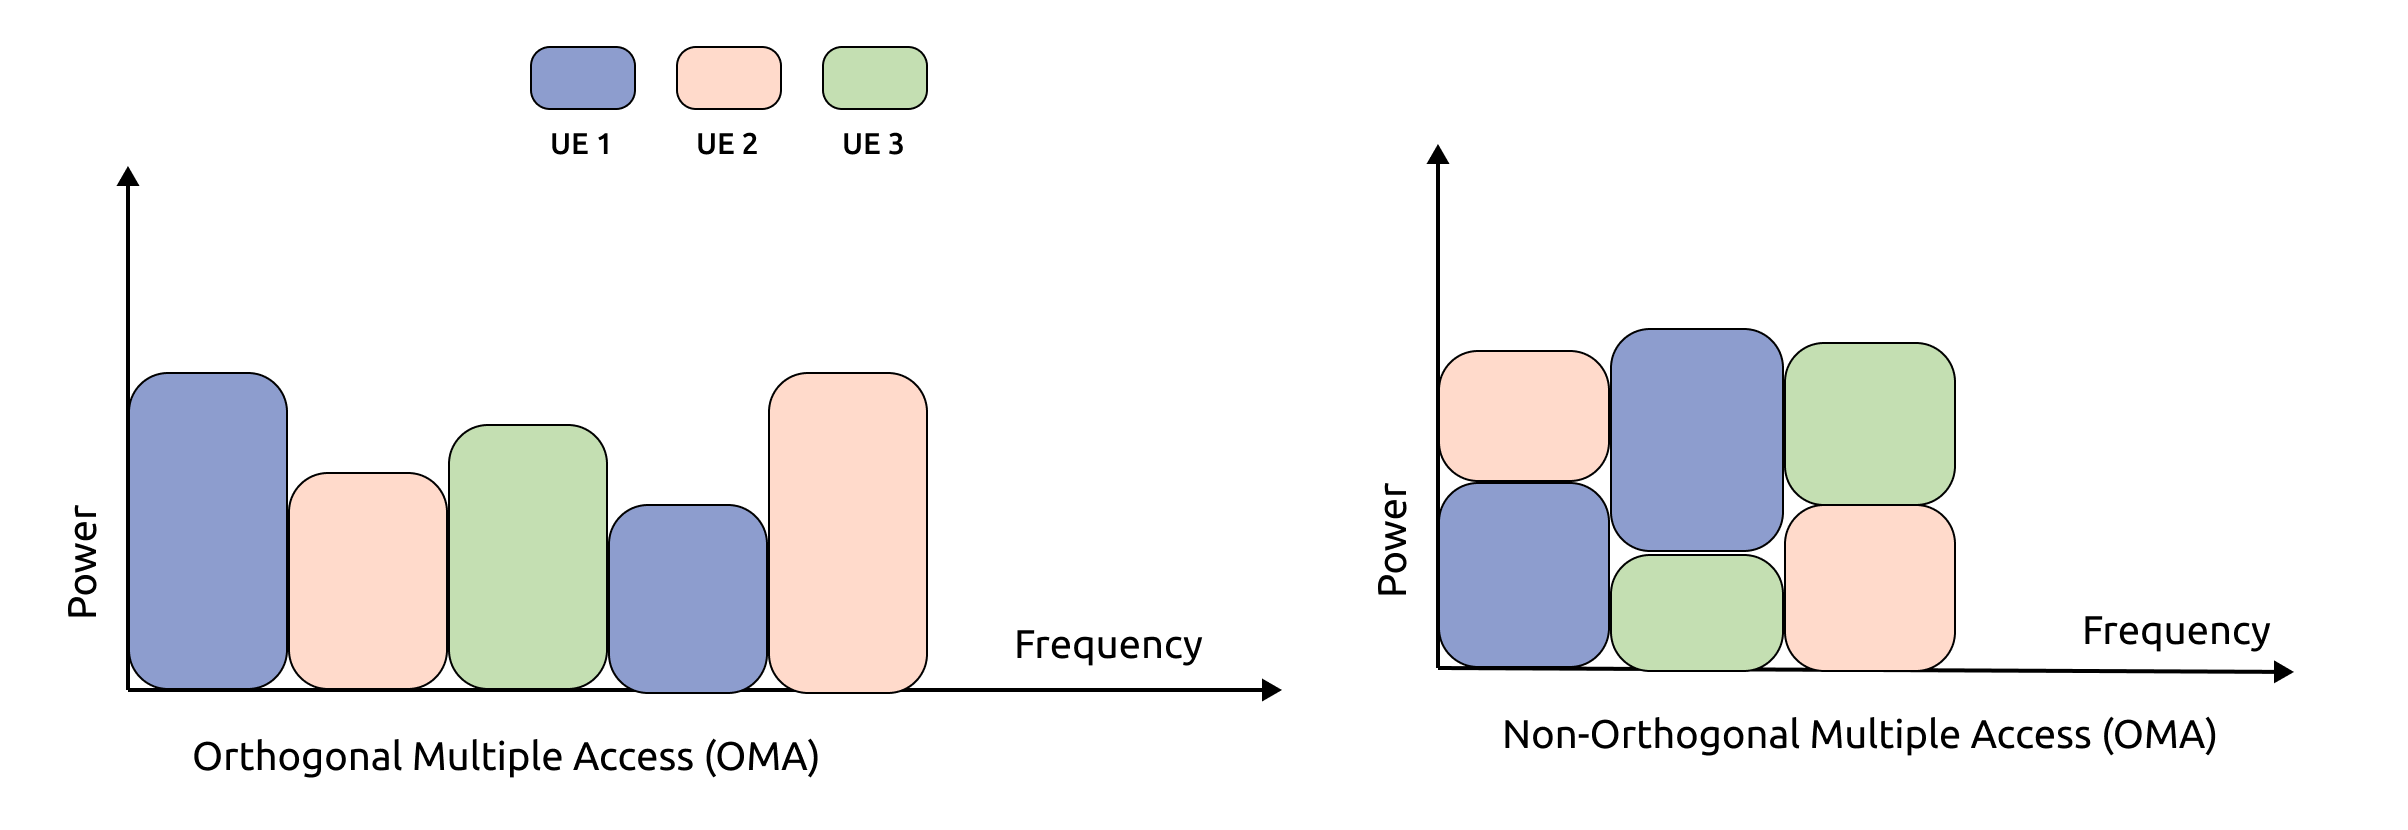 UE 1
UE 2
UE 3
Power
Frequency
Orthogonal Multiple Access (OMA)
Power
Frequency
Non-Orthogonal Multiple Access (OMA)